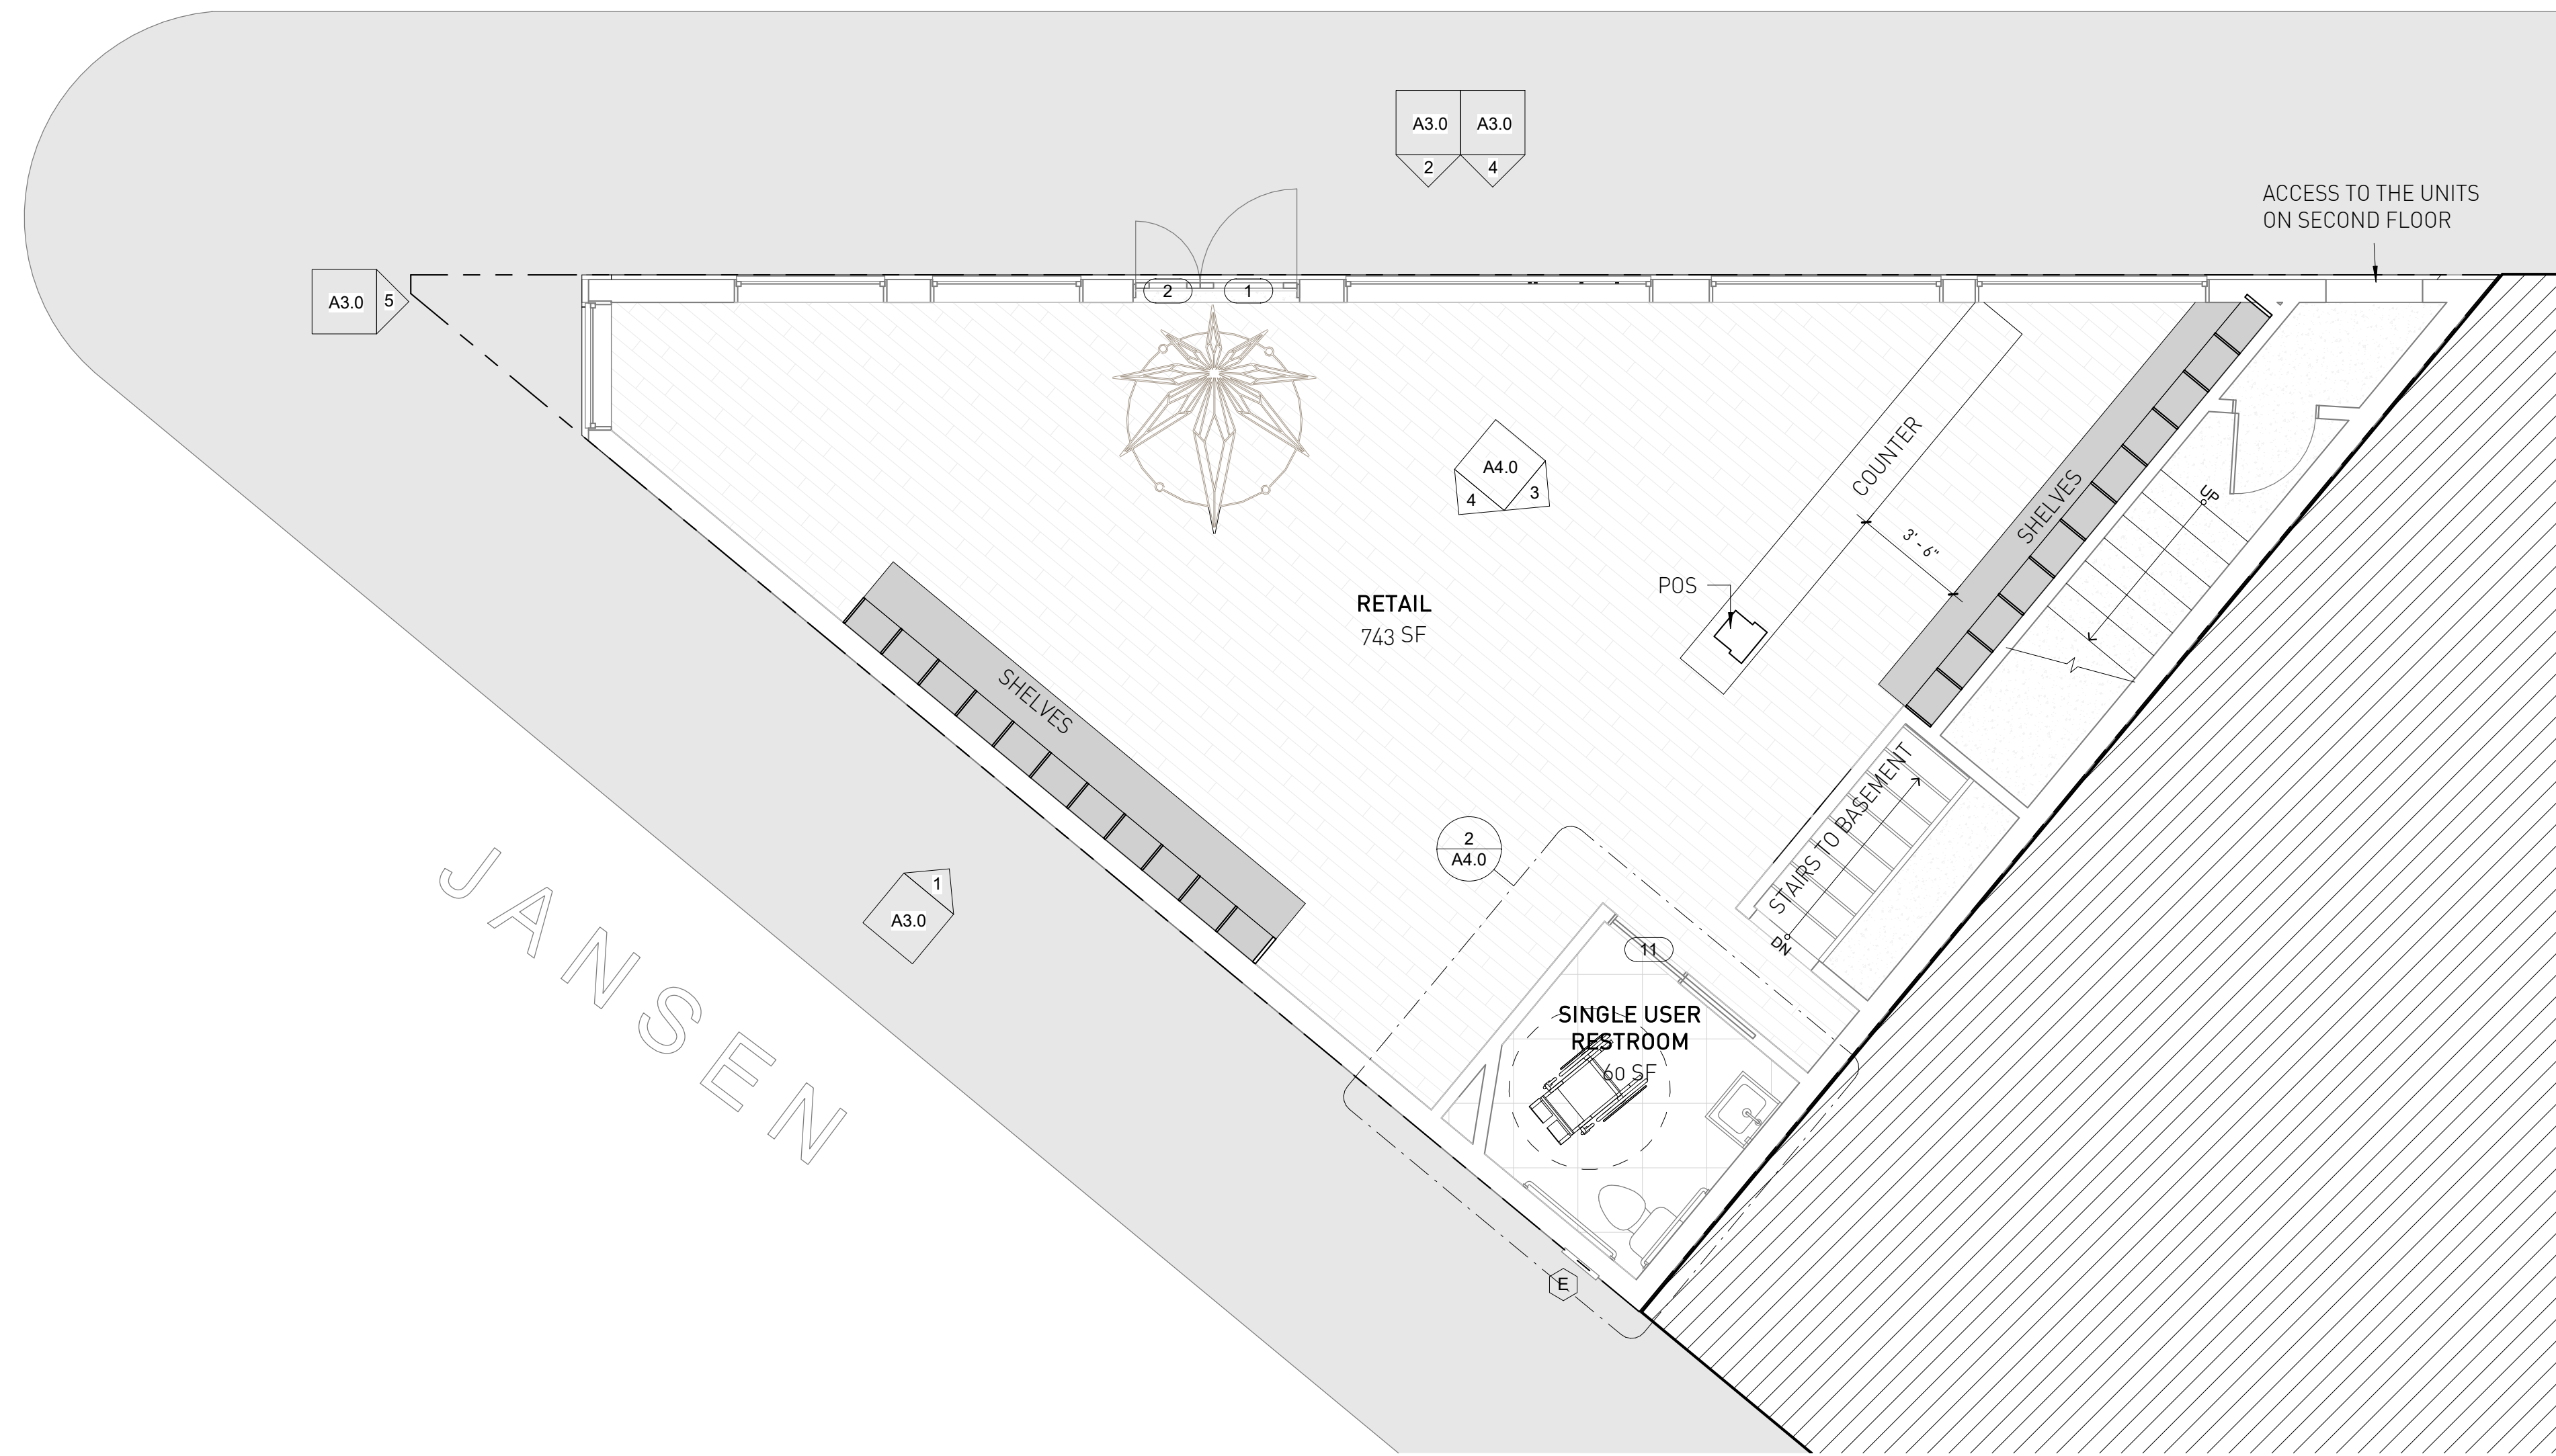 A3.0 A3.0
2 4
ACCESS TO THE UNITS
ON SECOND FLOOR
A3.0 5
2 1
COUNTER
A4.0
4 3
SHELVES
UP
3' - 6"
POS
RETAIL
743 SF
SHELVES
STAIRS TO BASEMENT
DN
2
A4.0
1
A3.0
11
SINGLE USER
RESTROOM
60 SF
JANSEN
E